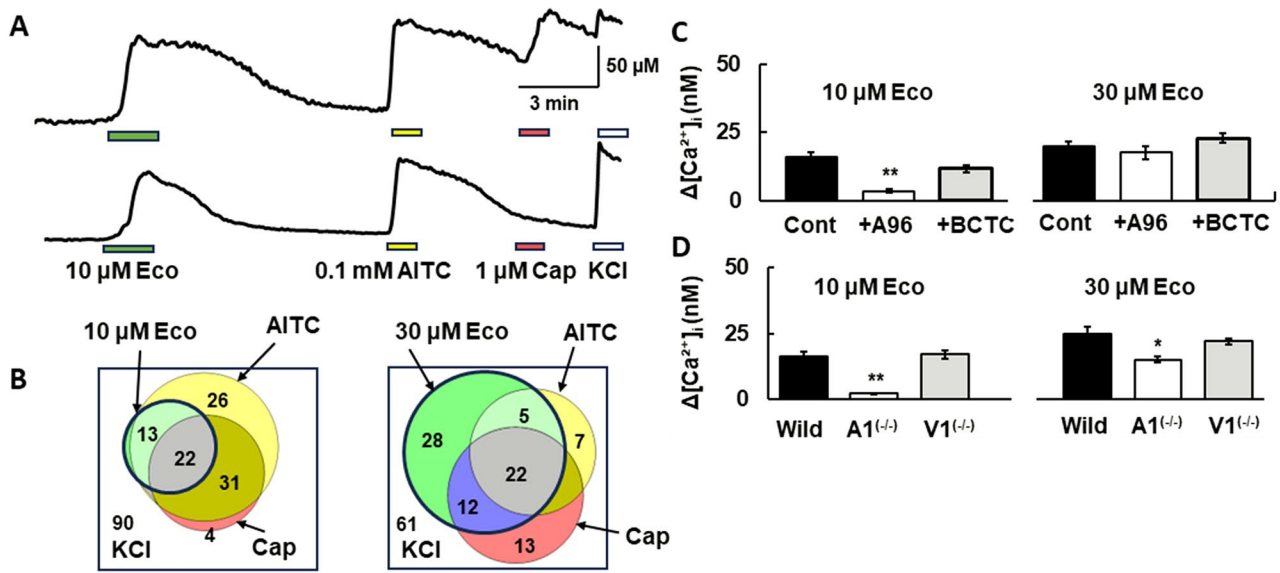 A
50 µM
3 min
10 µM Eco
0.1 mM AITC
1 µM Cap
KCl
B
10 µM Eco
AITC
26
13
22
31
4
90
KCl
Cap
30 µM Eco
AITC
5
7
28
22
12
13
61
KCl
Cap
C
Δ[Ca²⁺]ᵢ (nM)
50
25
0
10 µM Eco
**
Cont
+A96
+BCTC
30 µM Eco
Cont
+A96
+BCTC
D
Δ[Ca²⁺]ᵢ (nM)
50
25
0
10 µM Eco
**
Wild
A1(-/-)
V1(-/-)
30 µM Eco
*
Wild
A1(-/-)
V1(-/-)